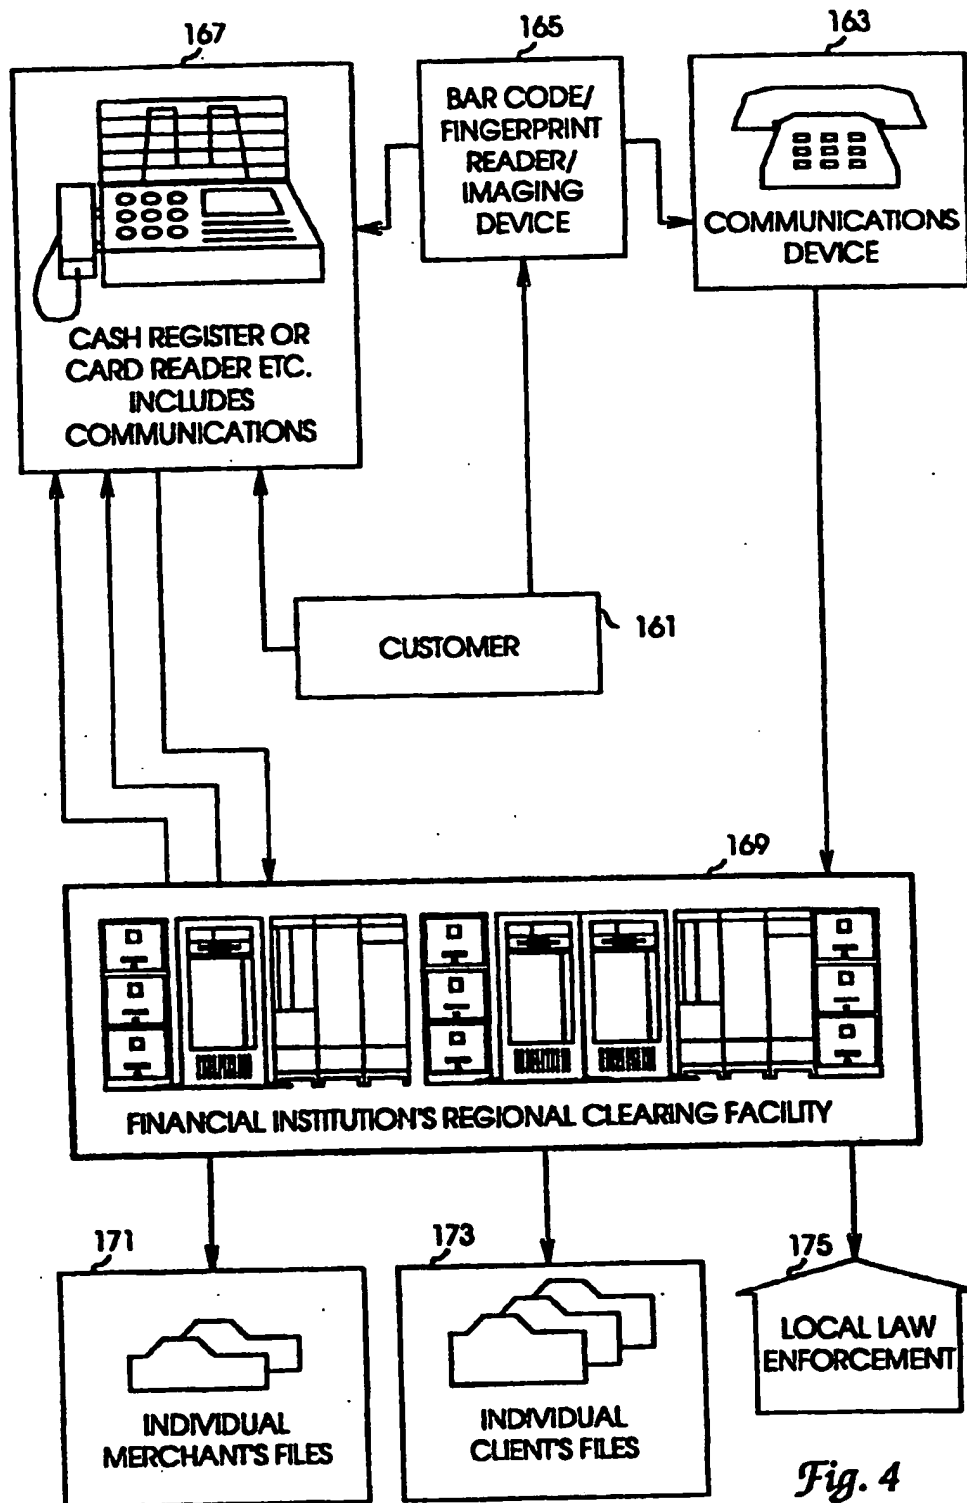 167
165
163
BAR CODE/
FINGERPRINT
READER/
IMAGING
DEVICE
COMMUNICATIONS
DEVICE
CASH REGISTER OR
CARD READER ETC.
INCLUDES
COMMUNICATIONS
CUSTOMER
161
169
FINANCIAL INSTITUTION'S REGIONAL CLEARING FACILITY
171
173
175
INDIVIDUAL
MERCHANT'S FILES
INDIVIDUAL
CLIENT'S FILES
LOCAL LAW
ENFORCEMENT
Fig. 4